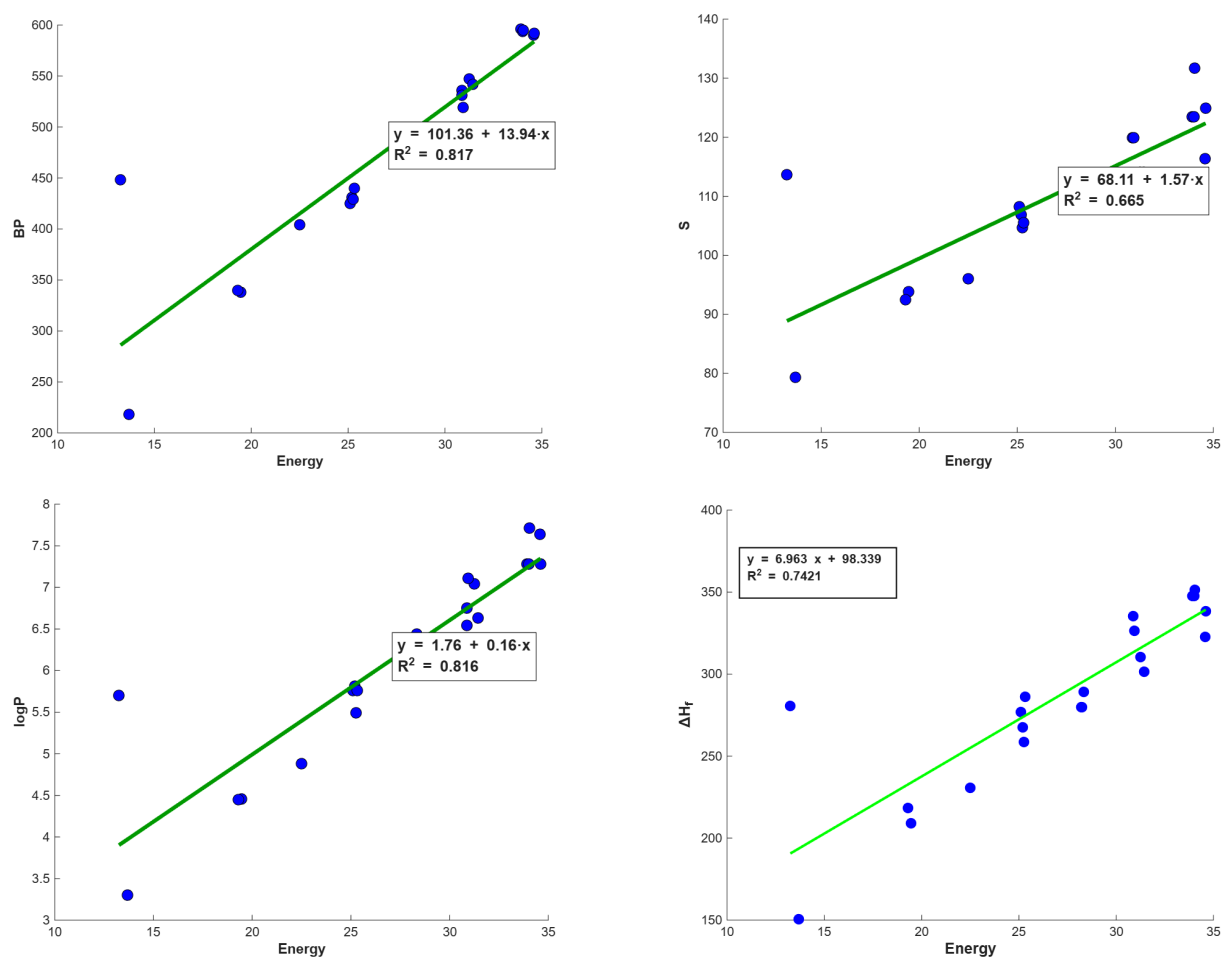 600
550
500
450
400
350
300
250
200
BP
y = 101.36 + 13.94·x
R² = 0.817
10 15 20 25 30 35
Energy
140
130
120
110
100
90
80
70
S
y = 68.11 + 1.57·x
R² = 0.665
10 15 20 25 30 35
Energy
8
7.5
7
6.5
6
5.5
5
4.5
4
3.5
3
logP
y = 1.76 + 0.16·x
R² = 0.816
10 15 20 25 30 35
Energy
400
350
300
250
200
150
ΔHf
y = 6.963 x + 98.339
R² = 0.7421
10 15 20 25 30 35
Energy